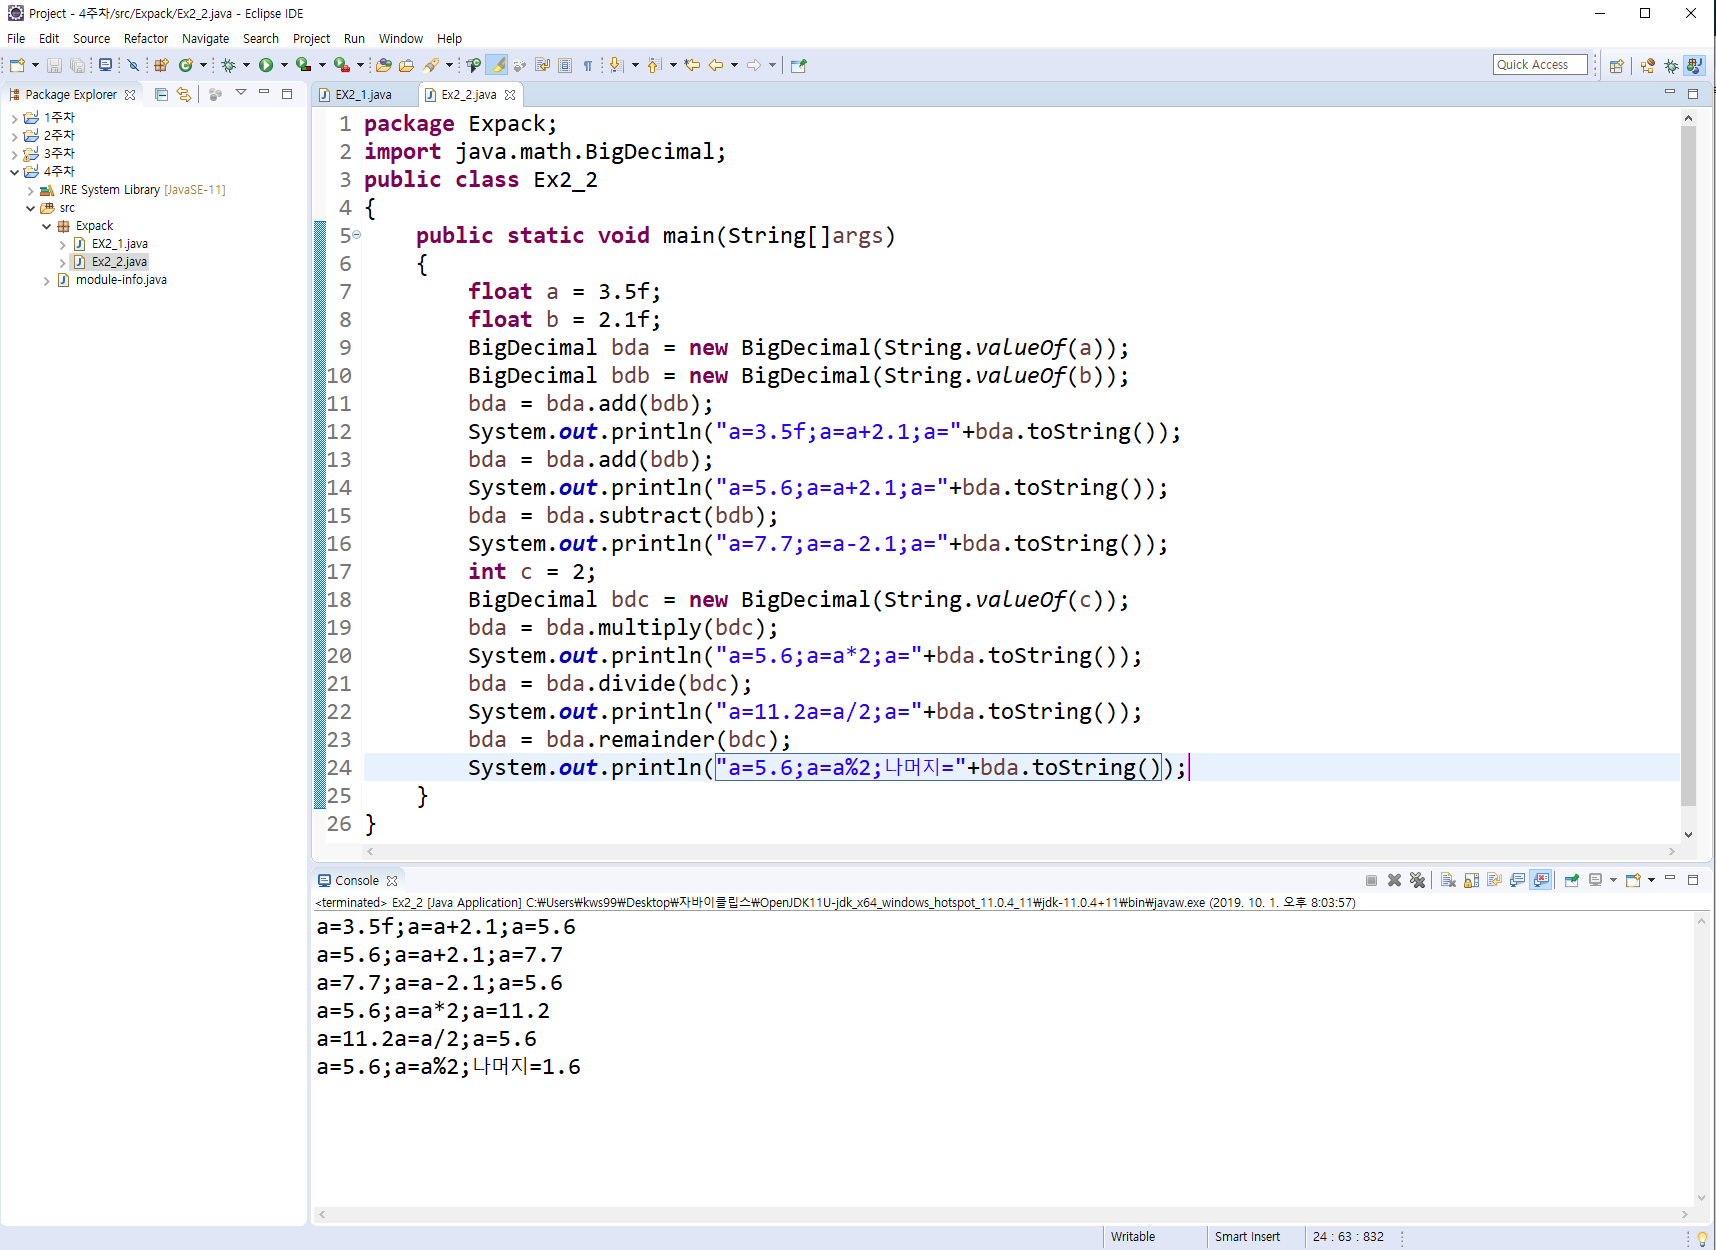 Project - 4주차/src/Expack/Ex2_2.java - Eclipse IDE
File Edit Source Refactor Navigate Search Project Run Window Help
Quick Access
Package Explorer
1주차
2주차
3주차
4주차
JRE System Library [JavaSE-11]
src
Expack
EX2_1.java
Ex2_2.java
module-info.java
EX2_1.java Ex2_2.java
1 package Expack;
2 import java.math.BigDecimal;
3 public class Ex2_2
4 {
5 public static void main(String[]args)
6 {
7 float a = 3.5f;
8 float b = 2.1f;
9 BigDecimal bda = new BigDecimal(String.valueOf(a));
10 BigDecimal bdb = new BigDecimal(String.valueOf(b));
11 bda = bda.add(bdb);
12 System.out.println("a=3.5f;a=a+2.1;a="+bda.toString());
13 bda = bda.add(bdb);
14 System.out.println("a=5.6;a=a+2.1;a="+bda.toString());
15 bda = bda.subtract(bdb);
16 System.out.println("a=7.7;a=a-2.1;a="+bda.toString());
17 int c = 2;
18 BigDecimal bdc = new BigDecimal(String.valueOf(c));
19 bda = bda.multiply(bdc);
20 System.out.println("a=5.6;a=a*2;a="+bda.toString());
21 bda = bda.divide(bdc);
22 System.out.println("a=11.2a=a/2;a="+bda.toString());
23 bda = bda.remainder(bdc);
24 System.out.println("a=5.6;a=a%2;나머지="+bda.toString());
25 }
26 }
Console
<terminated> Ex2_2 [Java Application] C:₩Users₩kws99₩Desktop₩자바이클립스₩OpenJDK11U-jdk_x64_windows_hotspot_11.0.4_11₩jdk-11.0.4+11₩bin₩javaw.exe (2019. 10. 1. 오후 8:03:57)
a=3.5f;a=a+2.1;a=5.6
a=5.6;a=a+2.1;a=7.7
a=7.7;a=a-2.1;a=5.6
a=5.6;a=a*2;a=11.2
a=11.2a=a/2;a=5.6
a=5.6;a=a%2;나머지=1.6
Writable Smart Insert 24 : 63 : 832